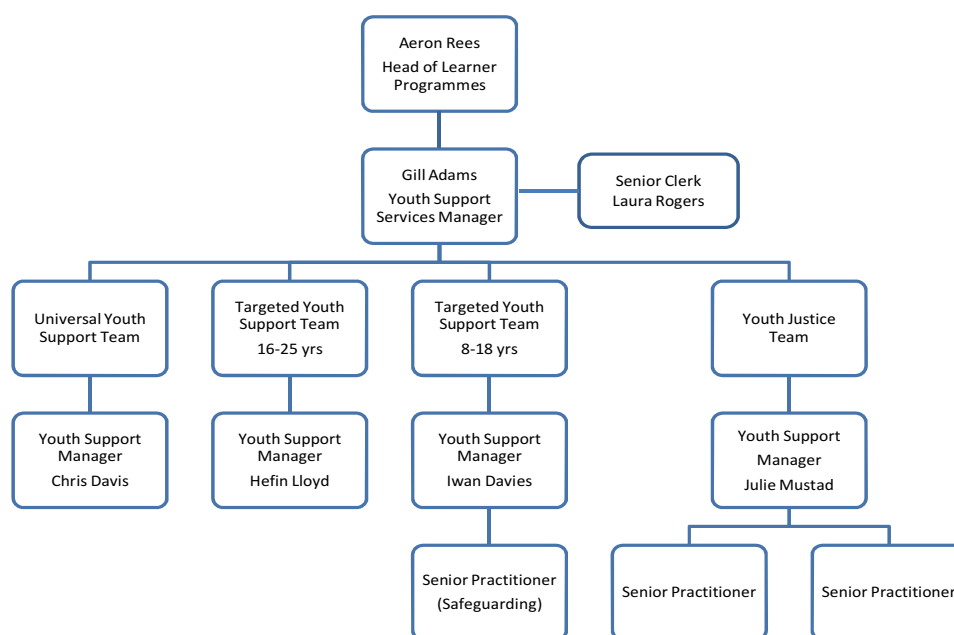 Aeron Rees
Head of Learner
Programmes
Gill Adams
Youth Support
Services Manager
Senior Clerk
Laura Rogers
Universal Youth
Support Team
Targeted Youth
Support Team
16-25 yrs
Targeted Youth
Support Team
8-18 yrs
Youth Justice
Team
Youth Support
Manager
Chris Davis
Youth Support
Manager
Hefin Lloyd
Youth Support
Manager
Iwan Davies
Youth Support
Manager
Julie Mustad
Senior Practitioner
(Safeguarding)
Senior Practitioner
Senior Practitioner